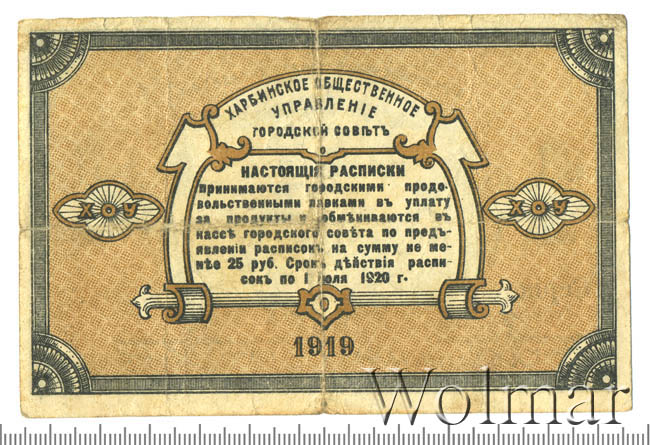 ХАРБИНСКОЕ ОБЩЕСТВЕННОЕ
УПРАВЛЕНІЕ
ГОРОДСКОЙ СОВѢТЪ
НАСТОЯЩІЯ РАСПИСКИ
принимаются городскими продо-
вольственными лавками въ уплату
за продукты и обмѣниваются въ
кассѣ городского совѣта по предъ-
явленіи расписокъ на сумму не ме-
нѣе 25 руб. Срокъ дѣйствія распи-
сокъ по 1 іюля 1920 г.
Х О У
Х О У
1919
Wolmar